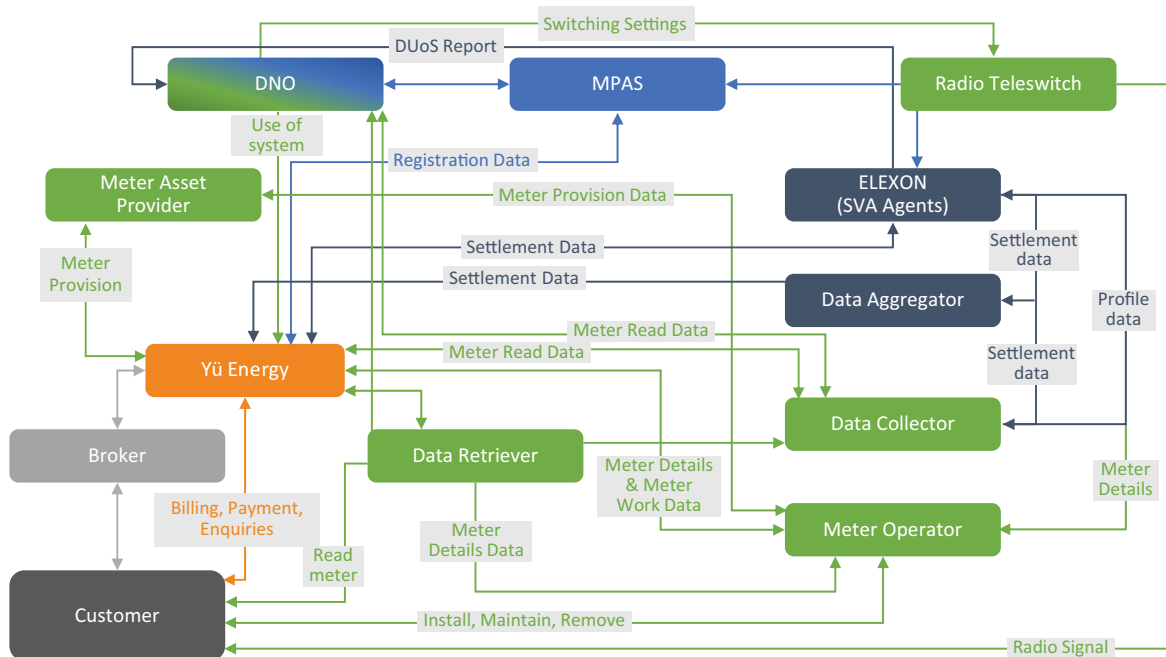 Switching Settings
DUoS Report
DNO
MPAS
Radio Teleswitch
Use of
system
Registration Data
Meter Asset
Provider
Meter Provision Data
ELEXON
(SVA Agents)
Settlement Data
Settlement
data
Meter
Provision
Settlement Data
Data Aggregator
Profile
data
Meter Read Data
Meter Read Data
Settlement
data
Yü Energy
Data Collector
Broker
Data Retriever
Meter Details
& Meter
Work Data
Meter
Details
Billing, Payment,
Enquiries
Meter
Details Data
Meter Operator
Read
meter
Customer
Install, Maintain, Remove
Radio Signal